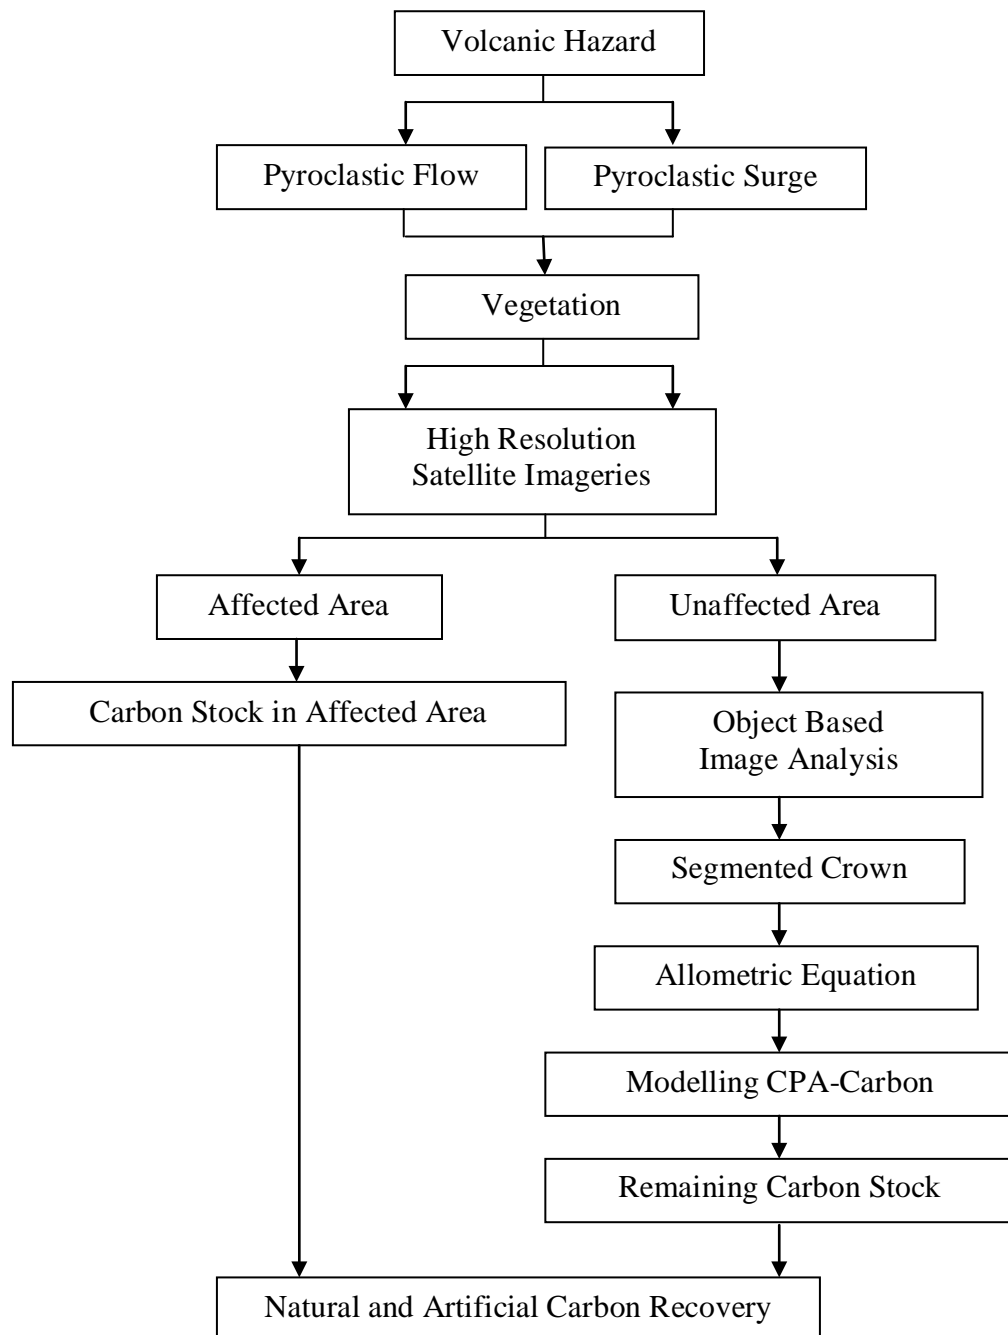 Volcanic Hazard
Pyroclastic Flow
Pyroclastic Surge
Vegetation
High Resolution
Satellite Imageries
Affected Area
Unaffected Area
Carbon Stock in Affected Area
Object Based
Image Analysis
Segmented Crown
Allometric Equation
Modelling CPA-Carbon
Remaining Carbon Stock
Natural and Artificial Carbon Recovery